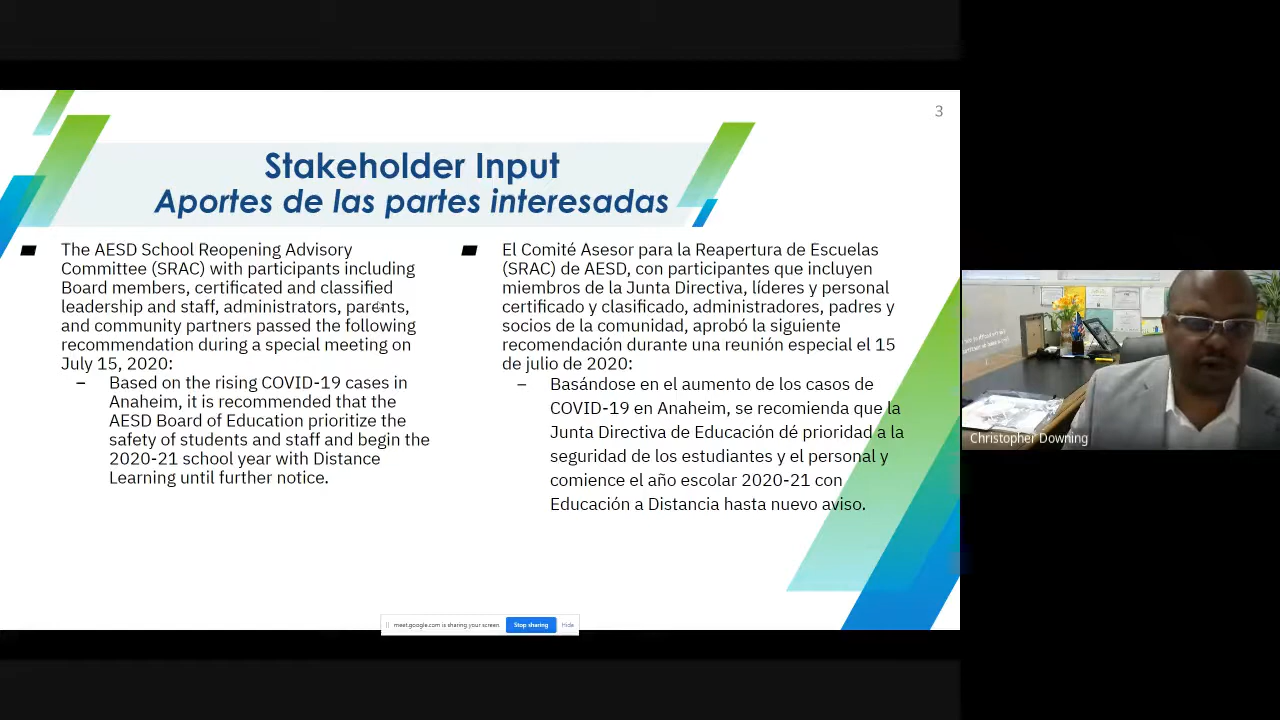 3
Stakeholder Input
Aportes de las partes interesadas
The AESD School Reopening Advisory
Committee (SRAC) with participants including
Board members, certificated and classified
leadership and staff, administrators, parents,
and community partners passed the following
recommendation during a special meeting on
July 15, 2020:
– Based on the rising COVID-19 cases in
Anaheim, it is recommended that the
AESD Board of Education prioritize the
safety of students and staff and begin the
2020-21 school year with Distance
Learning until further notice.
El Comité Asesor para la Reapertura de Escuelas
(SRAC) de AESD, con participantes que incluyen
miembros de la Junta Directiva, líderes y personal
certificado y clasificado, administradores, padres y
socios de la comunidad, aprobó la siguiente
recomendación durante una reunión especial el 15
de julio de 2020:
– Basándose en el aumento de los casos de
COVID-19 en Anaheim, se recomienda que la
Junta Directiva de Educación dé prioridad a la
seguridad de los estudiantes y el personal y
comience el año escolar 2020-21 con
Educación a Distancia hasta nuevo aviso.
meet.google.com is sharing your screen. Stop sharing Hide
Christopher Downing